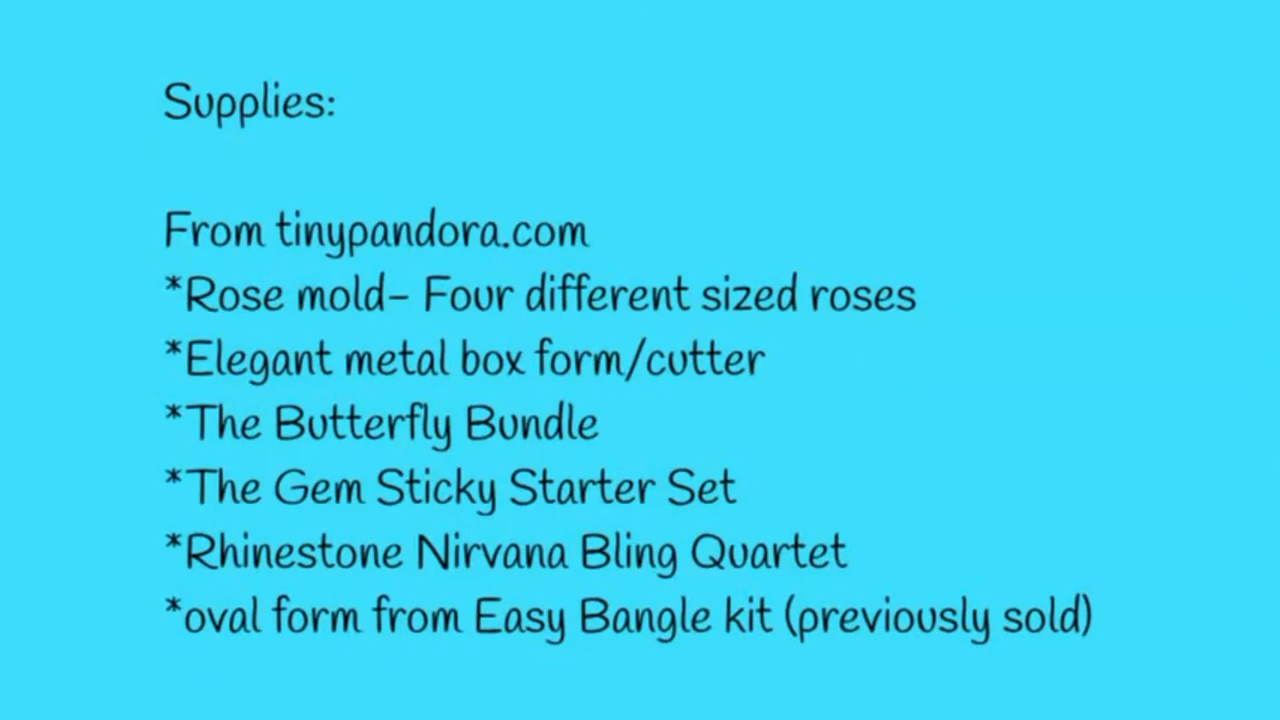 Supplies:
From tinypandora.com
*Rose mold- Four different sized roses
*Elegant metal box form/cutter
*The Butterfly Bundle
*The Gem Sticky Starter Set
*Rhinestone Nirvana Bling Quartet
*oval form from Easy Bangle kit (previously sold)